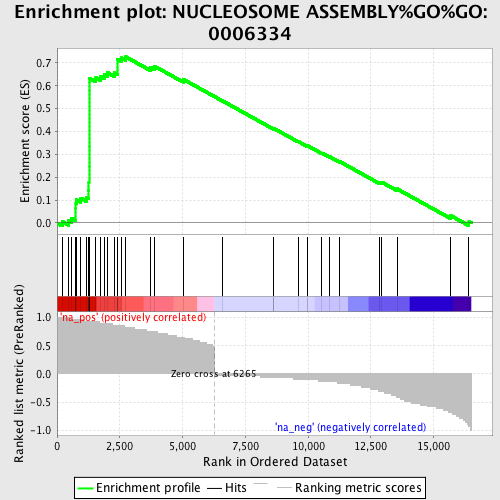 Enrichment plot: NUCLEOSOME ASSEMBLY%GO%GO:
0006334
Enrichment score (ES)
0.7
0.6
0.5
0.4
0.3
0.2
0.1
0.0
Ranked list metric (PreRanked)
1.0
0.5
0.0
-0.5
-1.0
'na_pos' (positively correlated)
Zero cross at 6265
'na_neg' (negatively correlated)
0 2,500 5,000 7,500 10,000 12,500 15,000
Rank in Ordered Dataset
Enrichment profile Hits Ranking metric scores